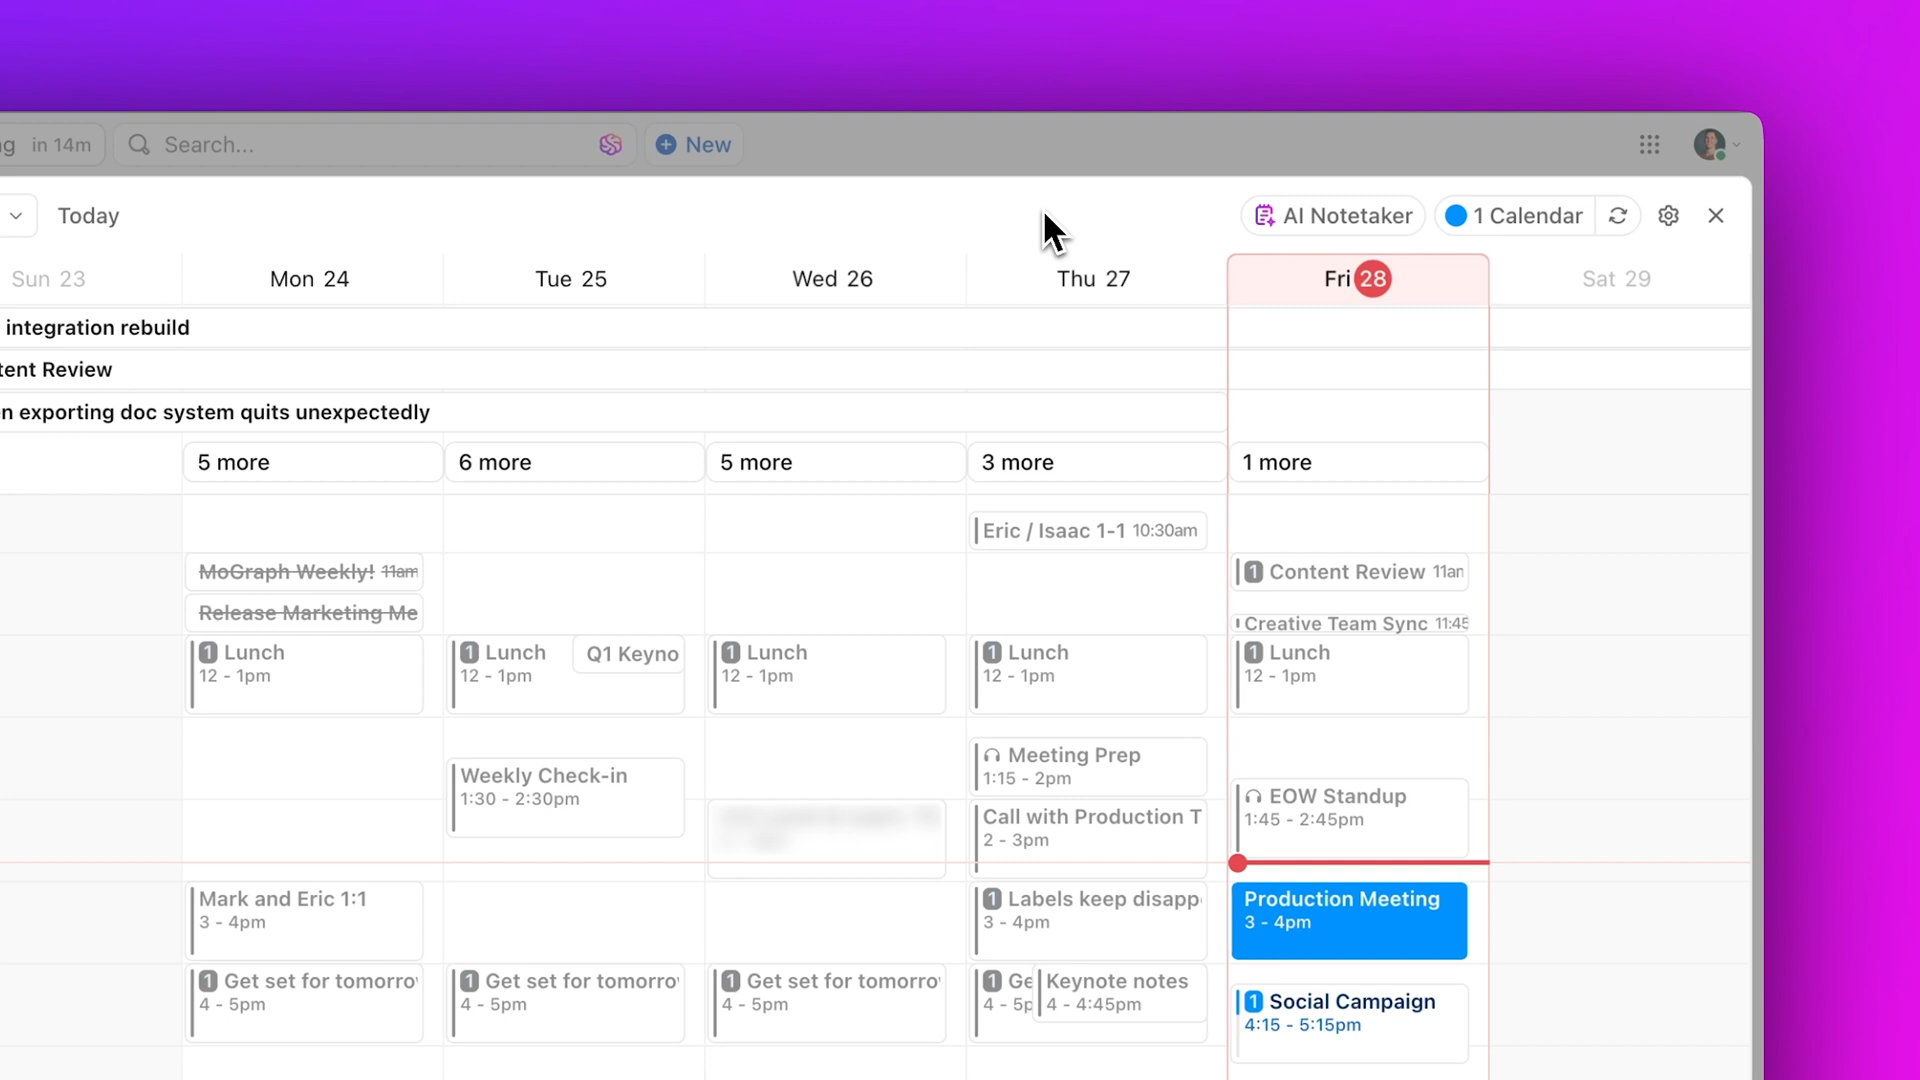 in 14m
Search...
New
Today
AI Notetaker
1 Calendar
Sun 23
Mon 24
Tue 25
Wed 26
Thu 27
Fri 28
Sat 29
integration rebuild
tent Review
n exporting doc system quits unexpectedly
5 more
6 more
5 more
3 more
1 more
Eric / Isaac 1-1 10:30am
MoGraph Weekly! 11am
1 Content Review 11am
Release Marketing Me
Creative Team Sync 11:45
1 Lunch
12 - 1pm
1 Lunch
12 - 1pm
Q1 Keyno
1 Lunch
12 - 1pm
1 Lunch
12 - 1pm
1 Lunch
12 - 1pm
Meeting Prep
1:15 - 2pm
Weekly Check-in
1:30 - 2:30pm
EOW Standup
1:45 - 2:45pm
Call with Production T
2 - 3pm
Mark and Eric 1:1
3 - 4pm
1 Labels keep disapp
3 - 4pm
Production Meeting
3 - 4pm
1 Get set for tomorro
4 - 5pm
1 Get set for tomorro
4 - 5pm
1 Get set for tomorro
4 - 5pm
1 Ge
4 - 5p
Keynote notes
4 - 4:45pm
1 Social Campaign
4:15 - 5:15pm